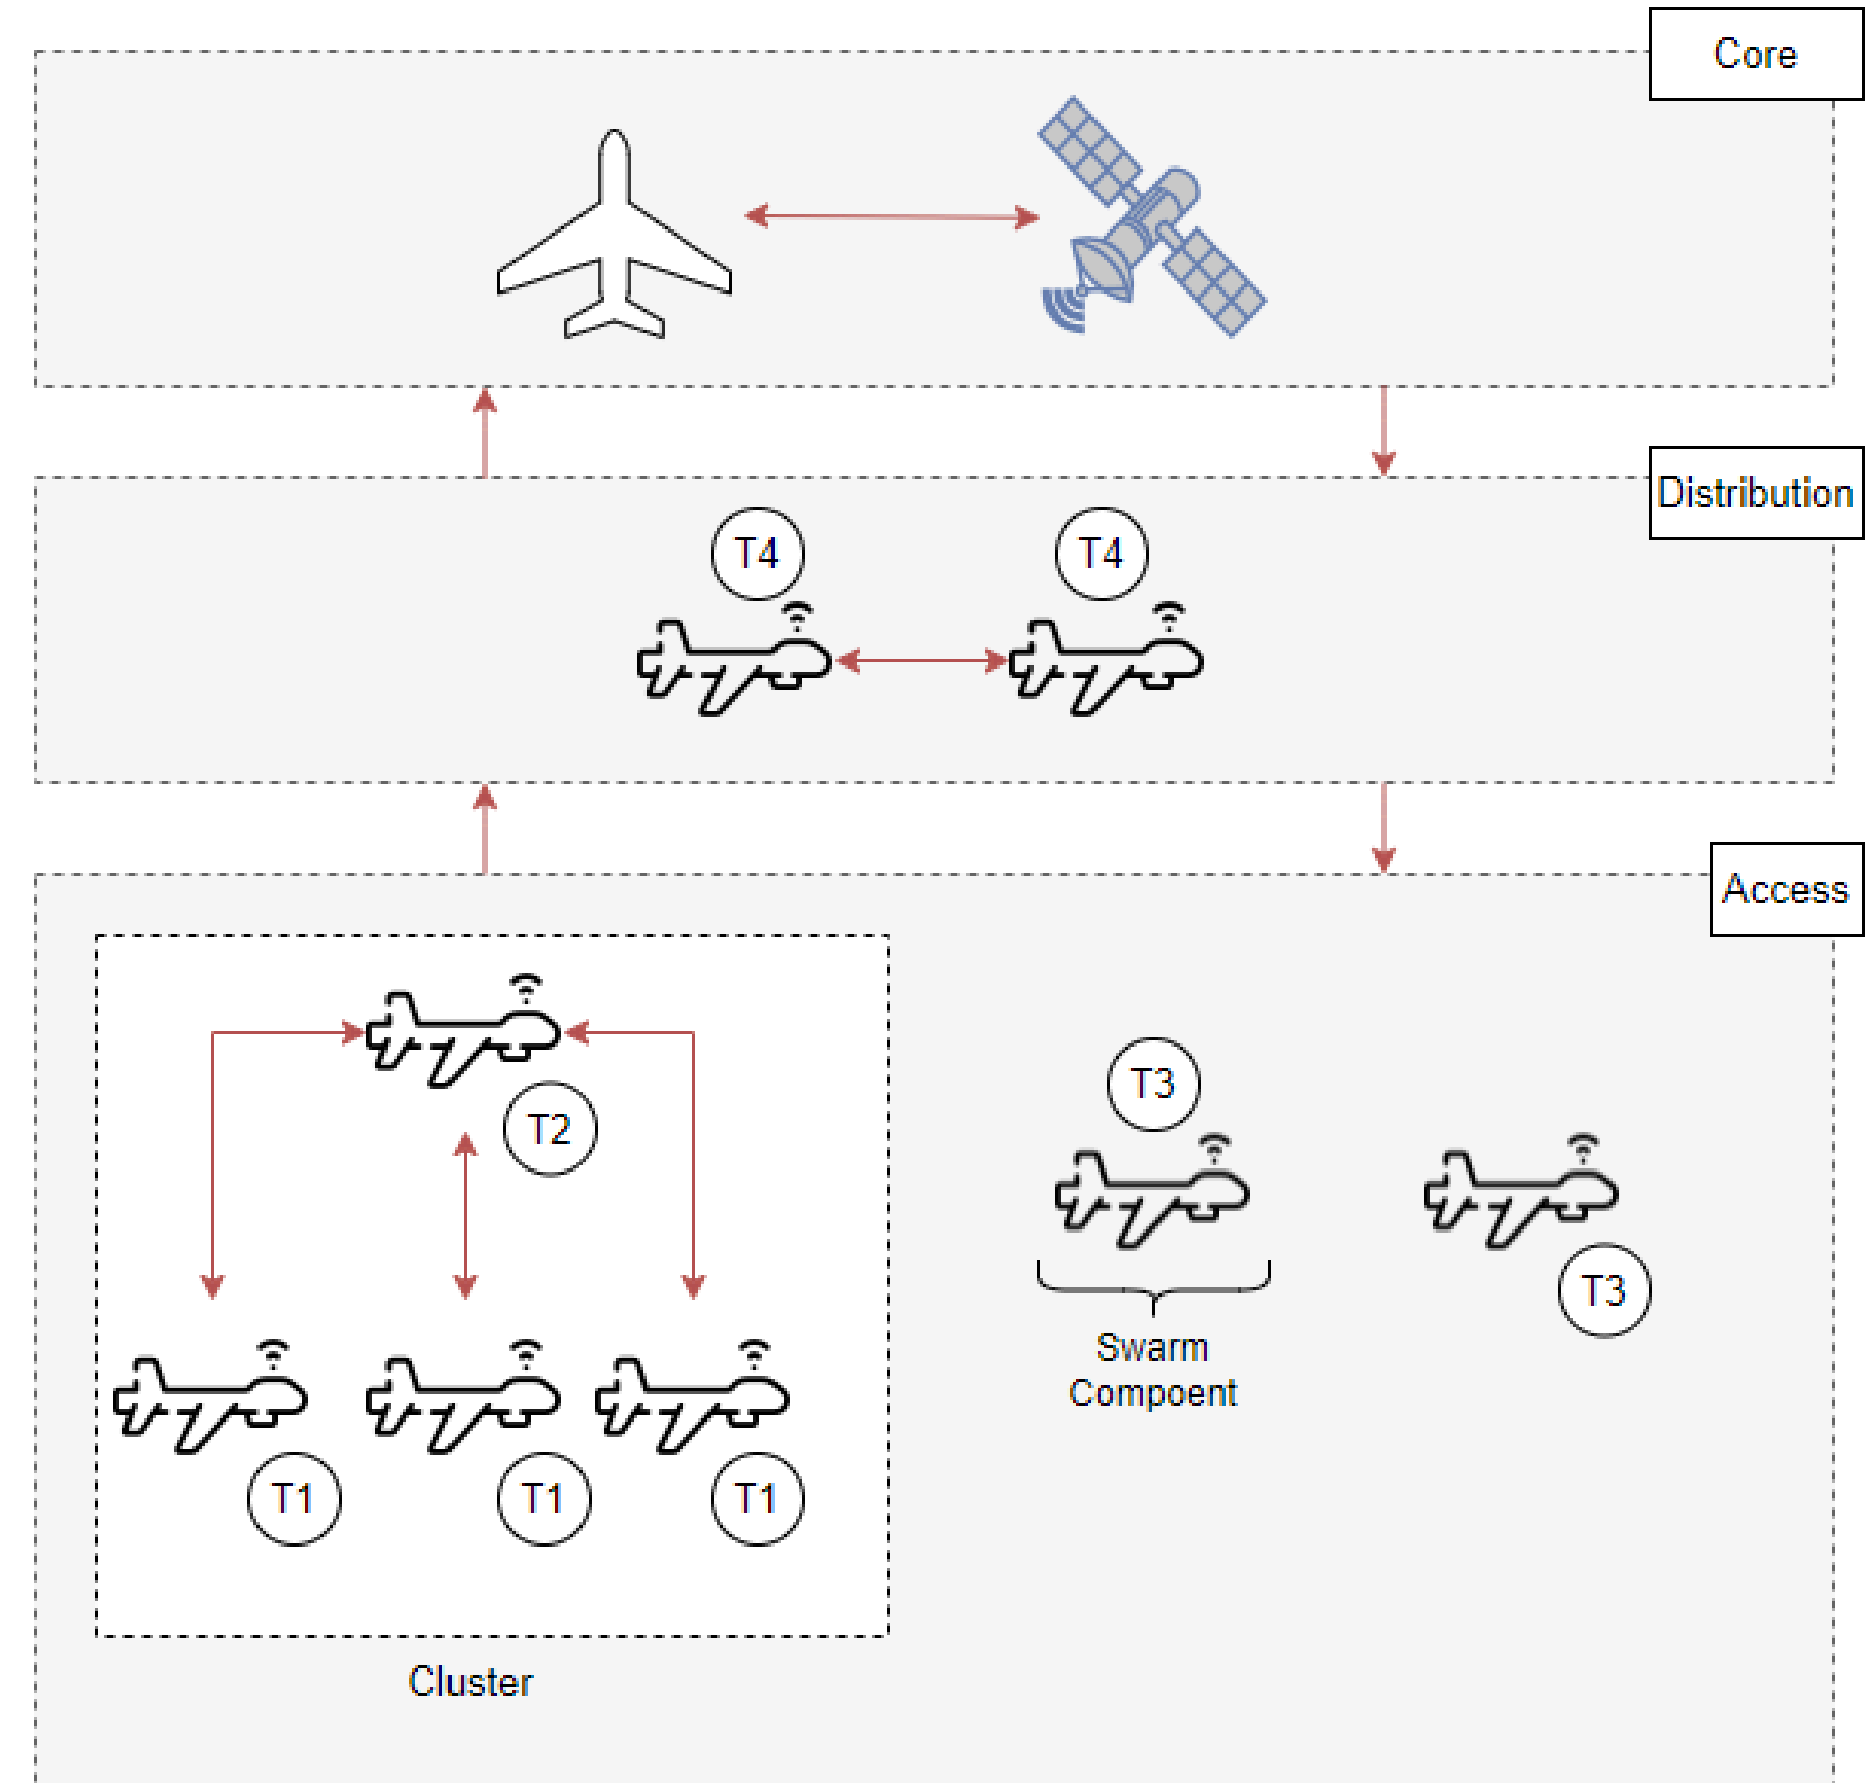 Core
Distribution
T4
T4
Access
T2
T3
T3
Swarm
Compoent
T1
T1
T1
Cluster